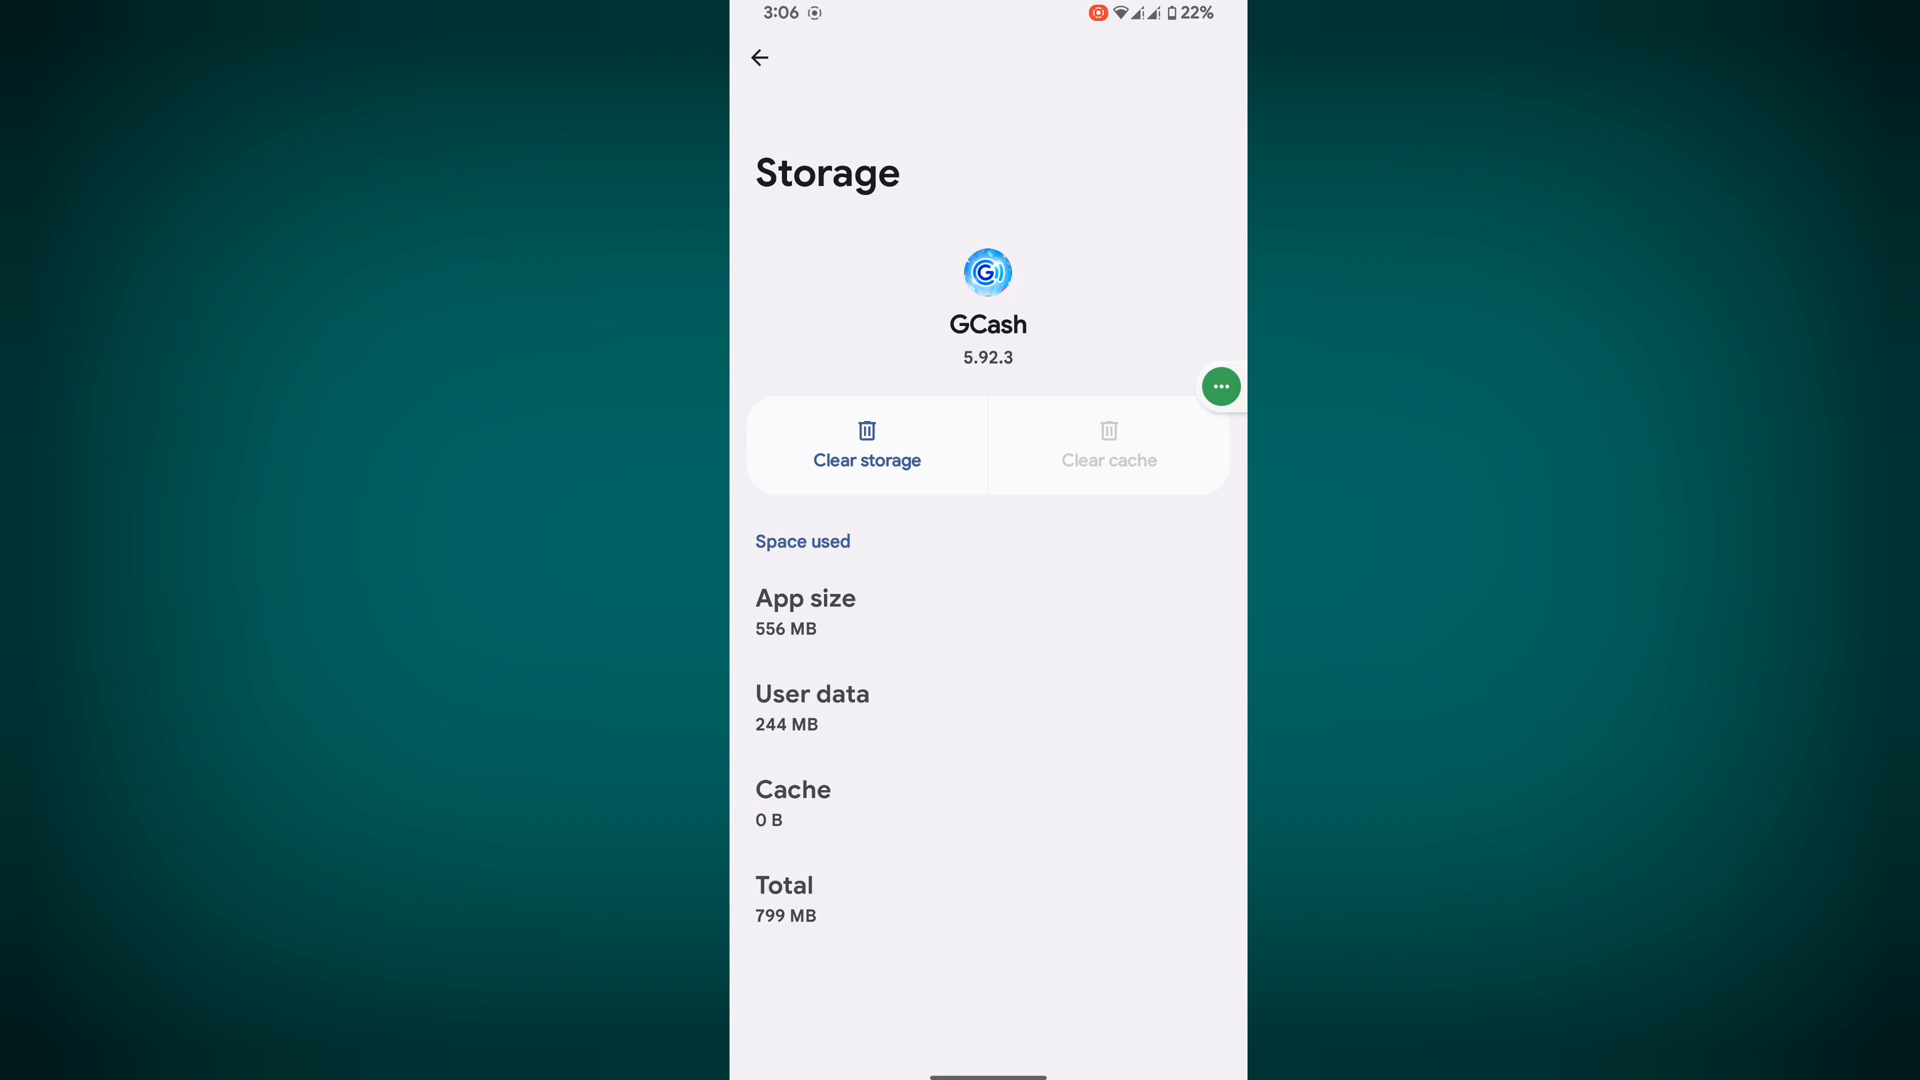 3:06 22%
Storage
G
GCash
5.92.3
Clear storage Clear cache
Space used
App size
556 MB
User data
244 MB
Cache
0 B
Total
799 MB